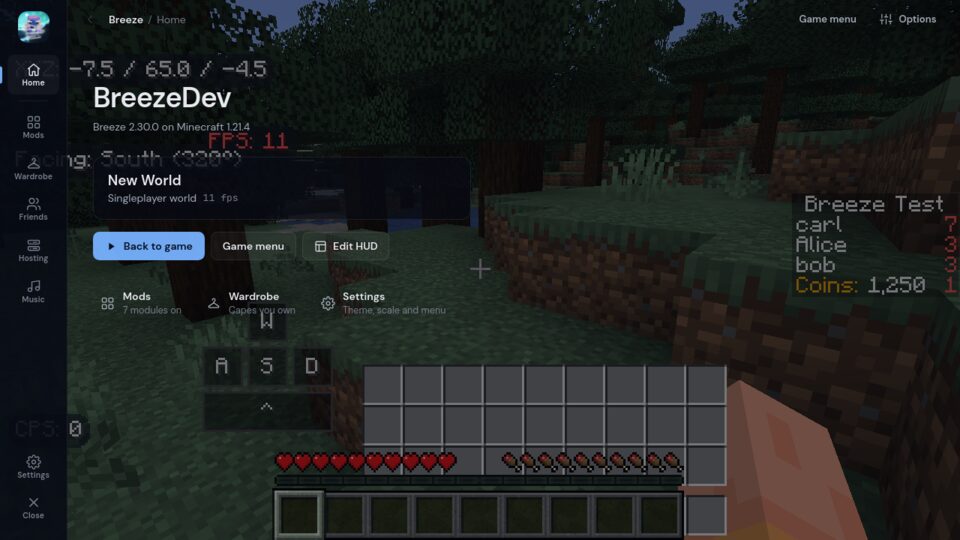 Breeze / Home
Game menu
Options
Home
XYZ: -7.5 / 65.0 / -4.5
BreezeDev
Breeze 2.30.0 on Minecraft 1.21.4
Mods
FPS: 11
Facing: South (320°)
Wardrobe
New World
Singleplayer world 11 fps
Friends
Breeze Test
carl 7
Alice 3
bob 3
Coins: 1,250 1
Hosting
Back to game
Game menu
Edit HUD
Music
Mods
7 modules on
Wardrobe
Capes you own
Settings
Theme, scale and menu
W
A S D
CPS: 0
Settings
Close